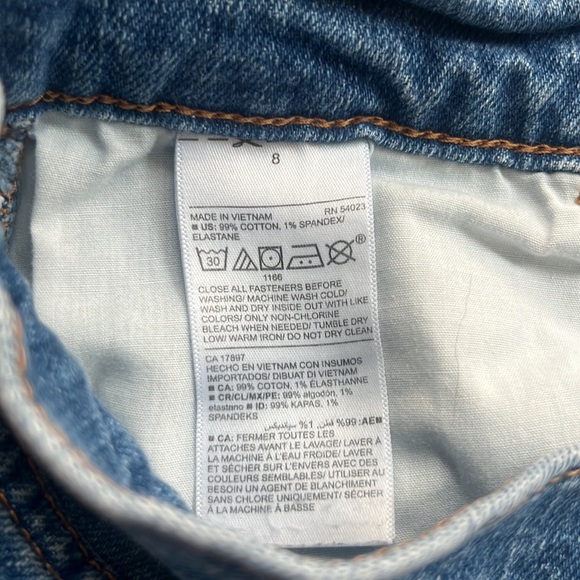 8
RN 54023
MADE IN VIETNAM
■ US: 99% COTTON, 1% SPANDEX/
ELASTANE
30
®
1166
CLOSE ALL FASTENERS BEFORE
WASHING/ MACHINE WASH COLD/
WASH AND DRY INSIDE OUT WITH LIKE
COLORS/ ONLY NON-CHLORINE
BLEACH WHEN NEEDED/ TUMBLE DRY
LOW/ WARM IRON/ DO NOT DRY CLEAN
CA 17897
HECHO EN VIETNAM CON INSUMOS
IMPORTADOS/ DIBUAT DI VIETNAM
■ CA: 99% COTON, 1% ÉLASTHANNE
■ CR/CL/MX/PE: 99% algodón, 1%
elastano ■ ID: 99% KAPAS, 1%
SPANDEKS
■ AE: 99% قطن, 1% سبانديكس
■ CA: FERMER TOUTES LES
ATTACHES AVANT LE LAVAGE/ LAVER À
LA MACHINE À L'EAU FROIDE/ LAVER
ET SÉCHER SUR L'ENVERS AVEC DES
COULEURS SEMBLABLES/ UTILISER AU
BESOIN UN AGENT DE BLANCHIMENT
SANS CHLORE UNIQUEMENT/ SÉCHER
À LA MACHINE À BASSE